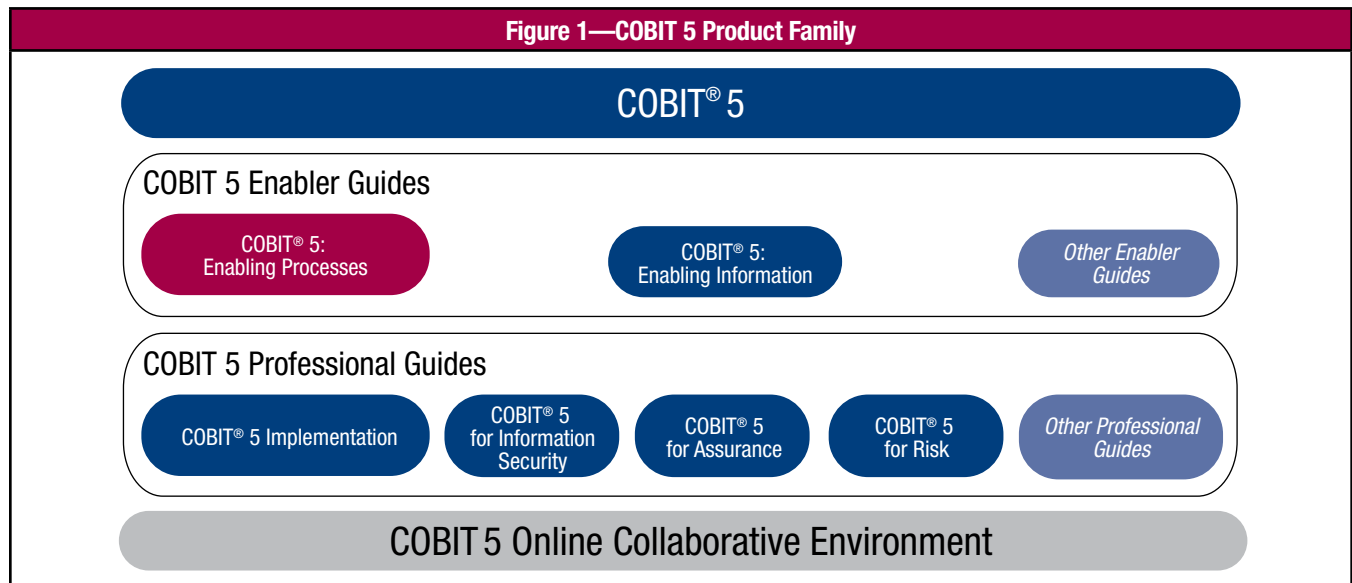 Figure 1—COBIT 5 Product Family
COBIT® 5
COBIT 5 Enabler Guides
COBIT® 5:
Enabling Processes
COBIT® 5:
Enabling Information
Other Enabler
Guides
COBIT 5 Professional Guides
COBIT® 5 Implementation
COBIT® 5
for Information
Security
COBIT® 5
for Assurance
COBIT® 5
for Risk
Other Professional
Guides
COBIT 5 Online Collaborative Environment